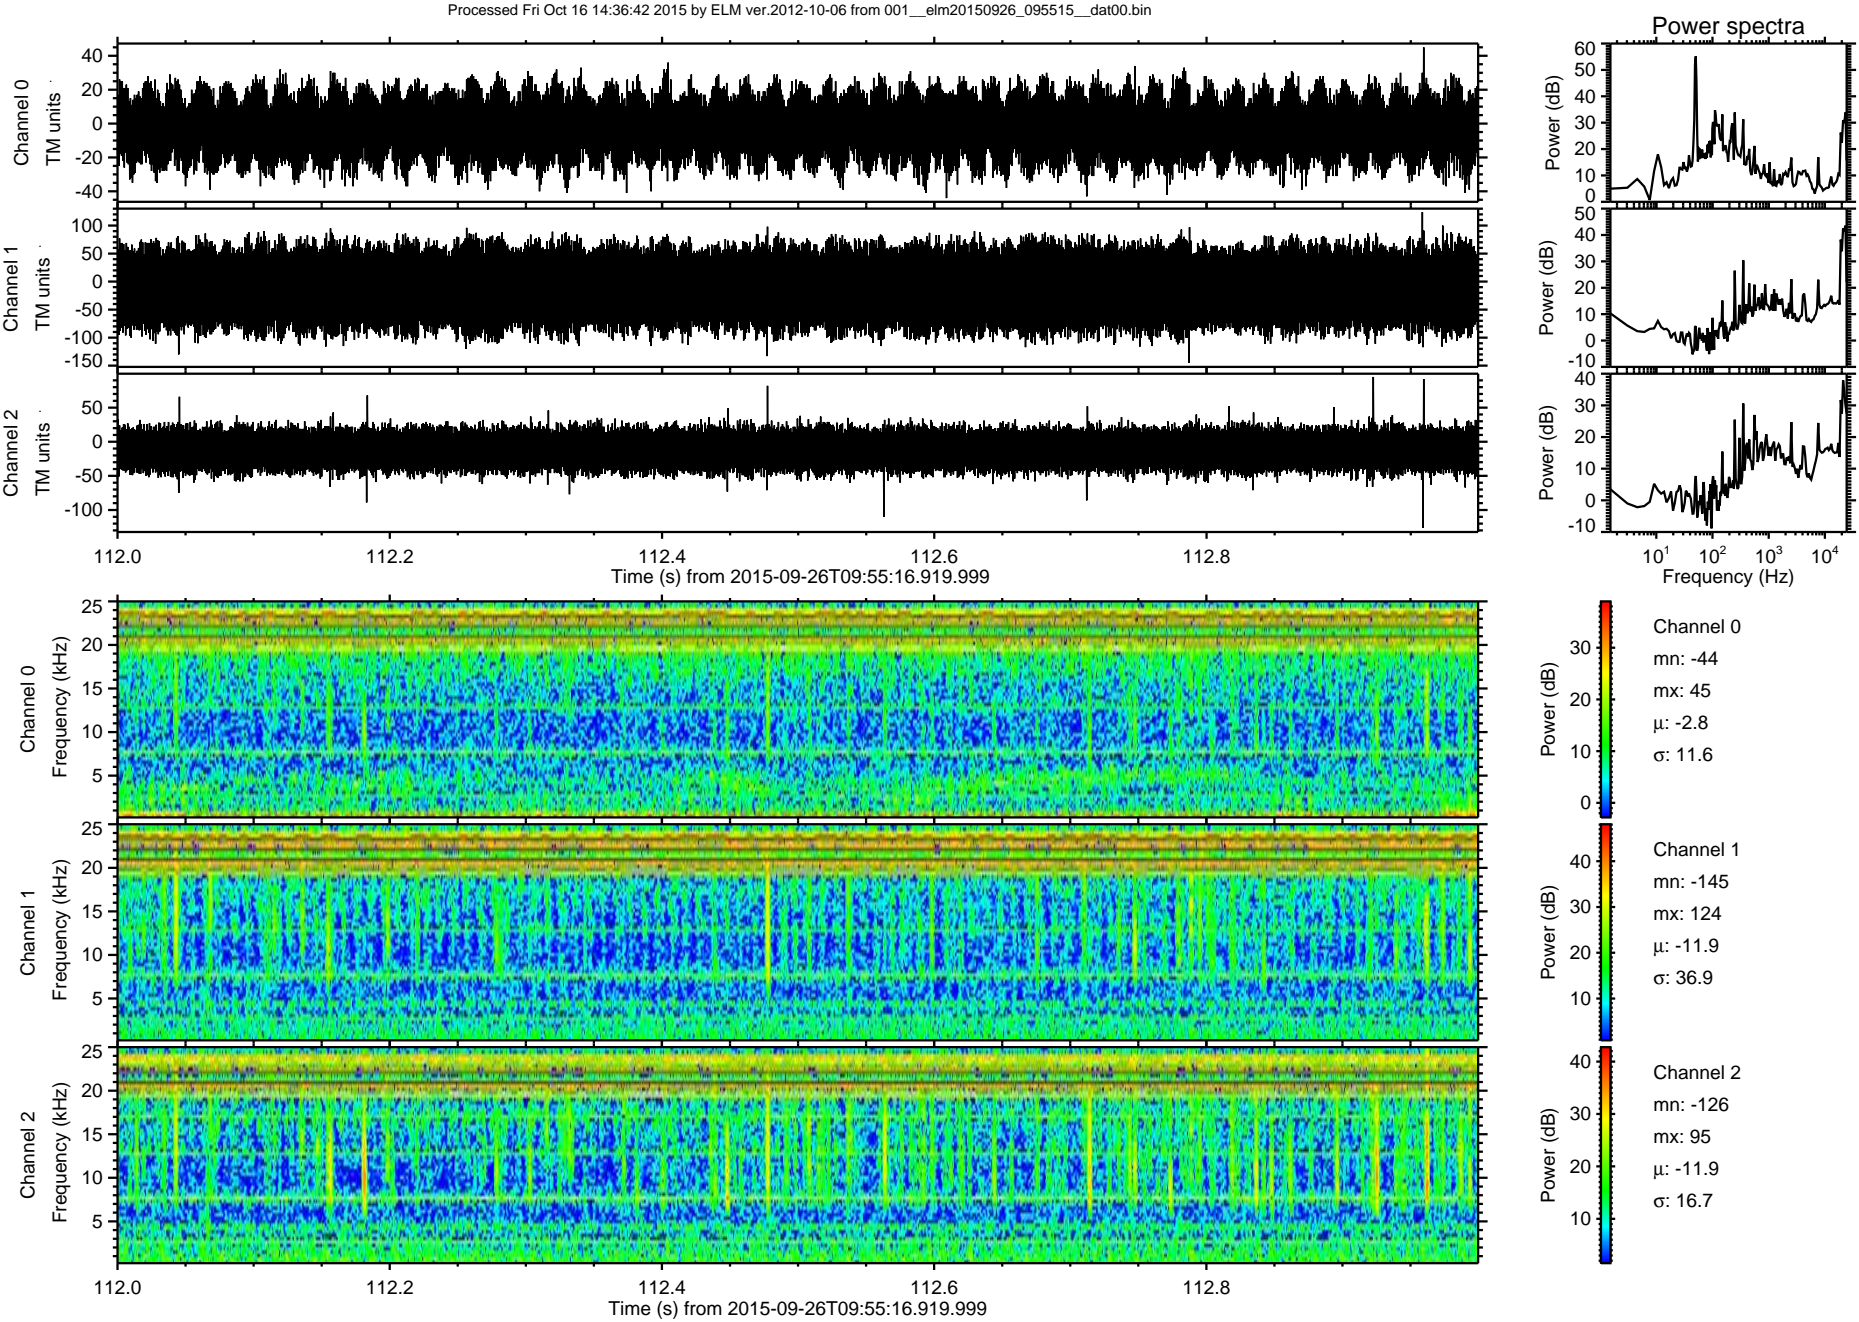 Processed Fri Oct 16 14:36:42 2015 by ELM ver.2012-10-06 from 001__elm20150926_095515__dat00.bin
Power spectra
Channel 0
TM units
40
20
0
-20
-40
Power (dB)
60
50
40
30
20
10
0
Channel 1
TM units
100
50
0
-50
-100
-150
Power (dB)
50
40
30
20
10
0
-10
Channel 2
TM units
50
0
-50
-100
Power (dB)
40
30
20
10
0
-10
112.0 112.2 112.4 112.6 112.8
Time (s) from 2015-09-26T09:55:16.919.999
10^1 10^2 10^3 10^4
Frequency (Hz)
Channel 0
Frequency (kHz)
25
20
15
10
5
Power (dB)
30
20
10
0
Channel 0
mn: -44
mx: 45
μ: -2.8
σ: 11.6
Channel 1
Frequency (kHz)
25
20
15
10
5
Power (dB)
40
30
20
10
Channel 1
mn: -145
mx: 124
μ: -11.9
σ: 36.9
Channel 2
Frequency (kHz)
25
20
15
10
5
Power (dB)
40
30
20
10
Channel 2
mn: -126
mx: 95
μ: -11.9
σ: 16.7
112.0 112.2 112.4 112.6 112.8
Time (s) from 2015-09-26T09:55:16.919.999